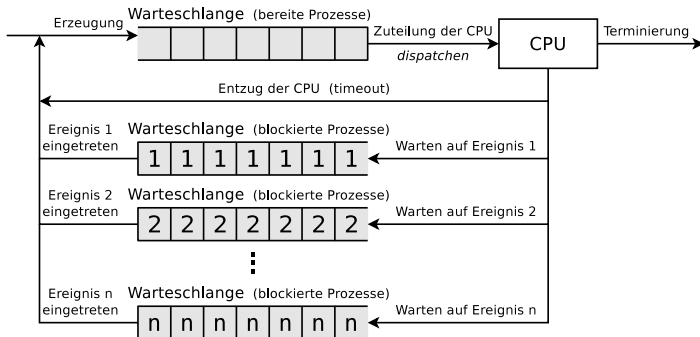 Erzeugung
Warteschlange (bereite Prozesse)
Zuteilung der CPU
dispatchen
CPU
Terminierung
Entzug der CPU (timeout)
Ereignis 1
eingetreten
Warteschlange (blockierte Prozesse)
1 1 1 1 1 1 1
Warten auf Ereignis 1
Ereignis 2
eingetreten
Warteschlange (blockierte Prozesse)
2 2 2 2 2 2 2
Warten auf Ereignis 2
Ereignis n
eingetreten
Warteschlange (blockierte Prozesse)
n n n n n n n
Warten auf Ereignis n